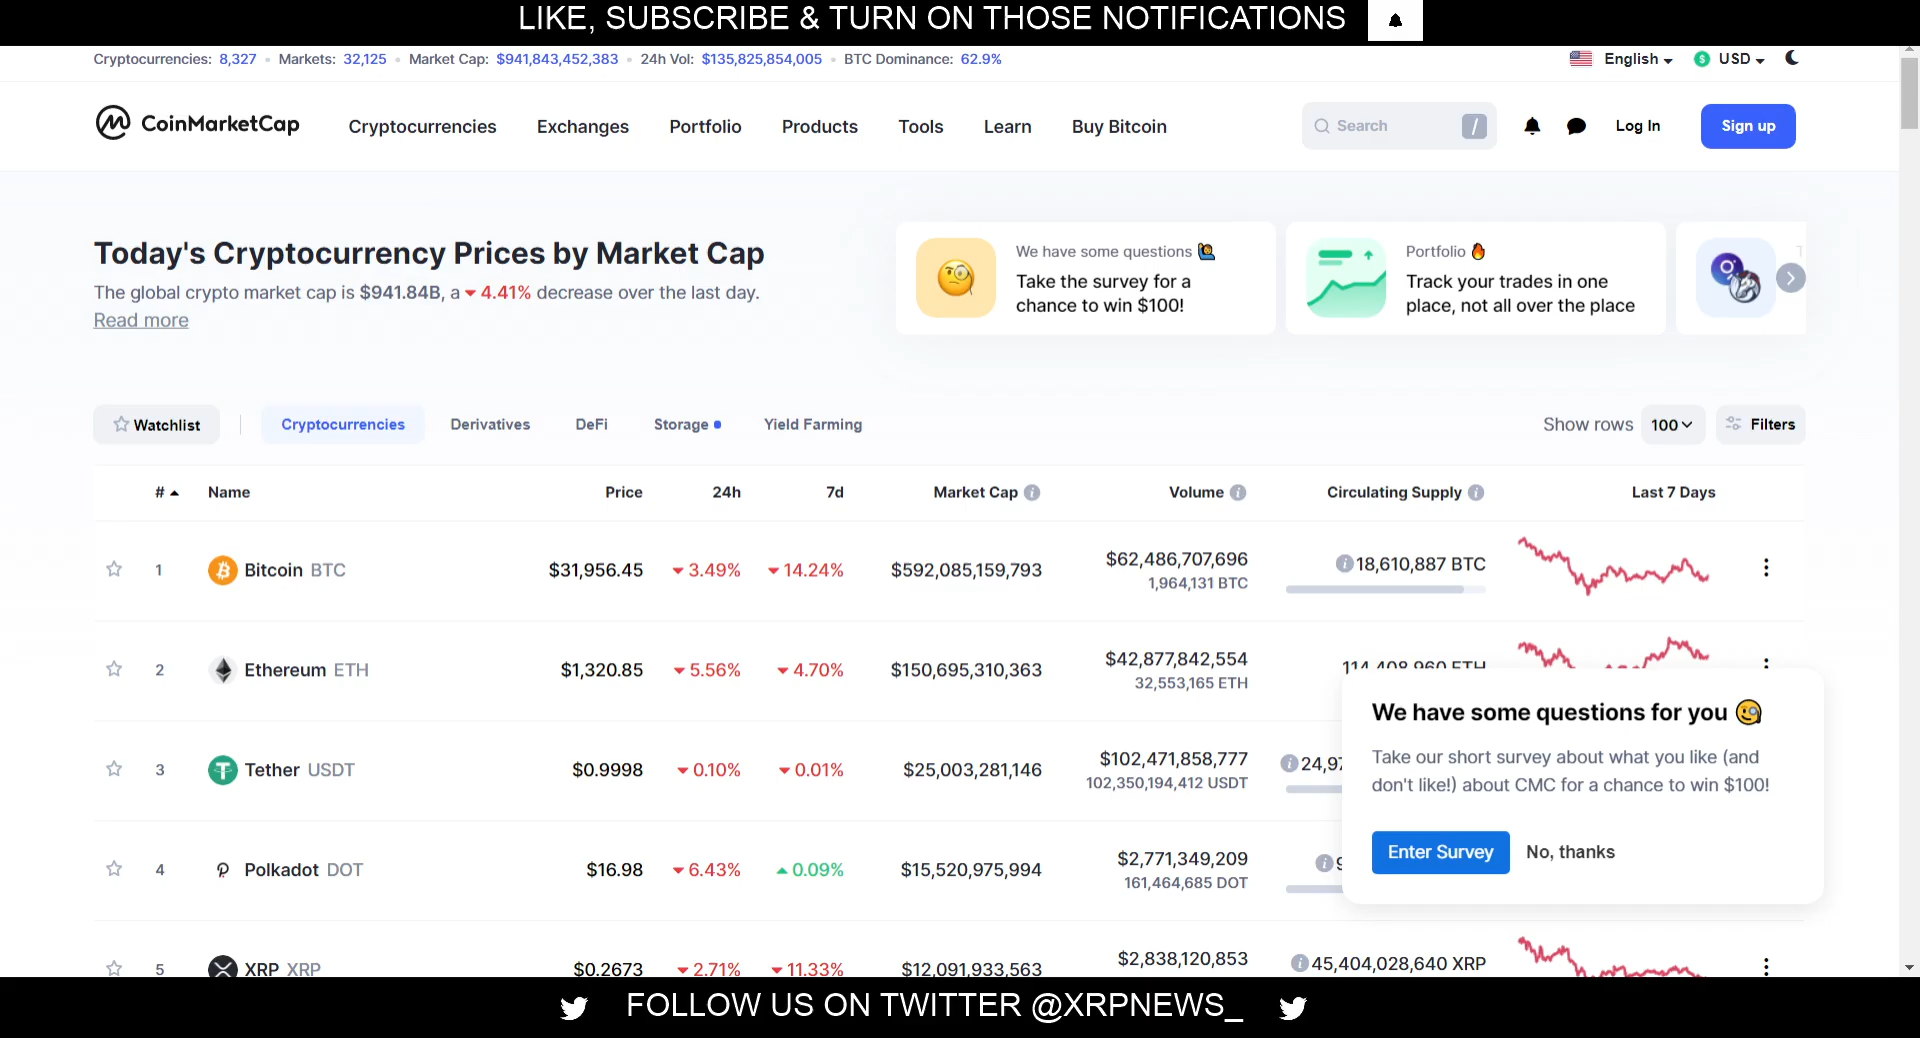 LIKE, SUBSCRIBE & TURN ON THOSE NOTIFICATIONS
Cryptocurrencies: 8,327 Markets: 32,125 Market Cap: $941,843,452,383 24h Vol: $135,825,854,005 BTC Dominance: 62.9% English USD
CoinMarketCap Cryptocurrencies Exchanges Portfolio Products Tools Learn Buy Bitcoin Search / Log In Sign up
Today's Cryptocurrency Prices by Market Cap
The global crypto market cap is $941.84B, a 4.41% decrease over the last day.
Read more
We have some questions
Take the survey for a
chance to win $100!
Portfolio
Track your trades in one
place, not all over the place
Watchlist Cryptocurrencies Derivatives DeFi Storage Yield Farming Show rows 100 Filters
# Name Price 24h 7d Market Cap Volume Circulating Supply Last 7 Days
1 Bitcoin BTC $31,956.45 3.49% 14.24% $592,085,159,793 $62,486,707,696 18,610,887 BTC
1,964,131 BTC
2 Ethereum ETH $1,320.85 5.56% 4.70% $150,695,310,363 $42,877,842,554 114,408,960 ETH
32,553,165 ETH
3 Tether USDT $0.9998 0.10% 0.01% $25,003,281,146 $102,471,858,777 24,97
102,350,194,412 USDT
4 Polkadot DOT $16.98 6.43% 0.09% $15,520,975,994 $2,771,349,209 9
161,464,685 DOT
5 XRP XRP $0.2673 2.71% 11.33% $12,091,933,563 $2,838,120,853 45,404,028,640 XRP
We have some questions for you
Take our short survey about what you like (and
don't like!) about CMC for a chance to win $100!
Enter Survey No, thanks
FOLLOW US ON TWITTER @XRPNEWS_